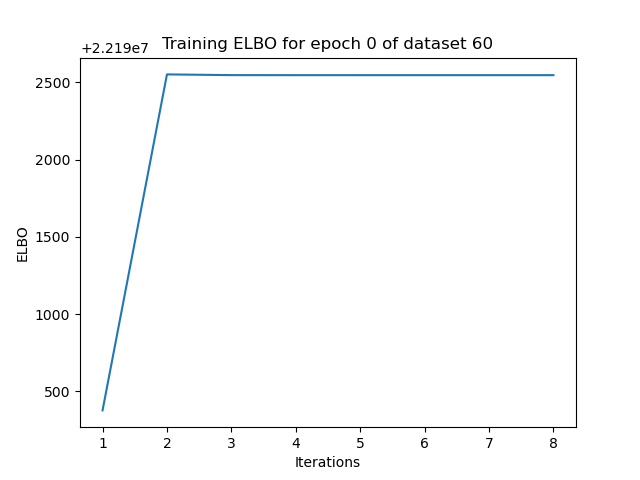 +2.219e7
Training ELBO for epoch 0 of dataset 60
2500
2000
1500
1000
500
ELBO
1 2 3 4 5 6 7 8
Iterations